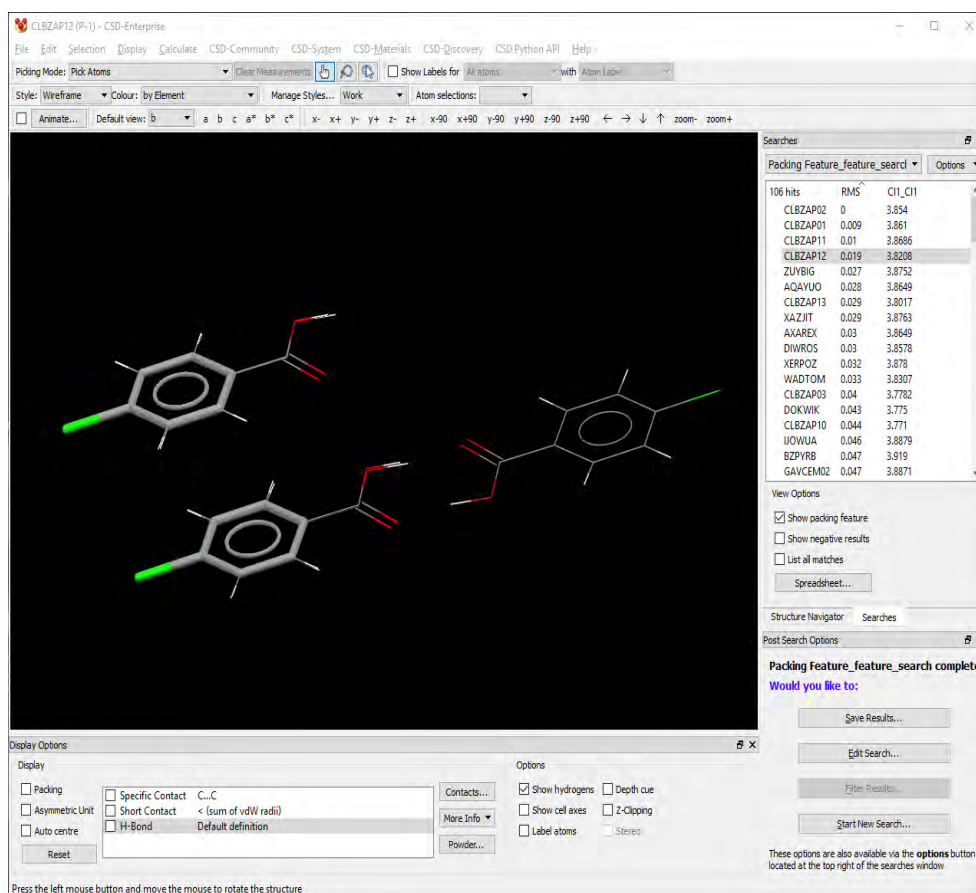 CLBZAP12 (P-1) - CSD-Enterprise
File Edit Selection Display Calculate CSD-Community CSD-System CSD-Materials CSD-Discovery CSD Python API Help
Picking Mode: Pick Atoms Clear Measurements Show Labels for All atoms with Atom Label
Style: Wireframe Colour: by Element Manage Styles... Work Atom selections:
Animate... Default view: b a b c a* b* c* x- x+ y- y+ z- z+ x-90 x+90 y-90 y+90 z-90 z+90 ← → ↓ ↑ zoom- zoom+
Searches
Packing Feature_feature_searcl Options
106 hits RMS Cl1_Cl1
CLBZAP02 0 3.854
CLBZAP01 0.009 3.861
CLBZAP11 0.01 3.8686
CLBZAP12 0.019 3.8208
ZUYBIG 0.027 3.8752
AQAYUO 0.028 3.8649
CLBZAP13 0.029 3.8017
XAZJIT 0.029 3.8763
AXAREX 0.03 3.8649
DIWROS 0.03 3.8578
XERPOZ 0.032 3.878
WADTOM 0.033 3.8307
CLBZAP03 0.04 3.7782
DOKWIK 0.043 3.775
CLBZAP10 0.044 3.771
IJOWUA 0.046 3.8879
BZPYRB 0.047 3.919
GAVCEM02 0.047 3.8871
View Options
Show packing feature
Show negative results
List all matches
Spreadsheet...
Structure Navigator Searches
Post Search Options
Packing Feature_feature_search complete
Would you like to:
Save Results...
Edit Search...
Filter Results...
Start New Search...
These options are also available via the options button
located at the top right of the searches window
Display Options
Display
Packing
Asymmetric Unit
Auto centre
Reset
Specific Contact C...C
Short Contact < (sum of vdW radii)
H-Bond Default definition
Contacts...
More Info
Powder...
Options
Show hydrogens Depth cue
Show cell axes Z-Clipping
Label atoms Stereo
Press the left mouse button and move the mouse to rotate the structure